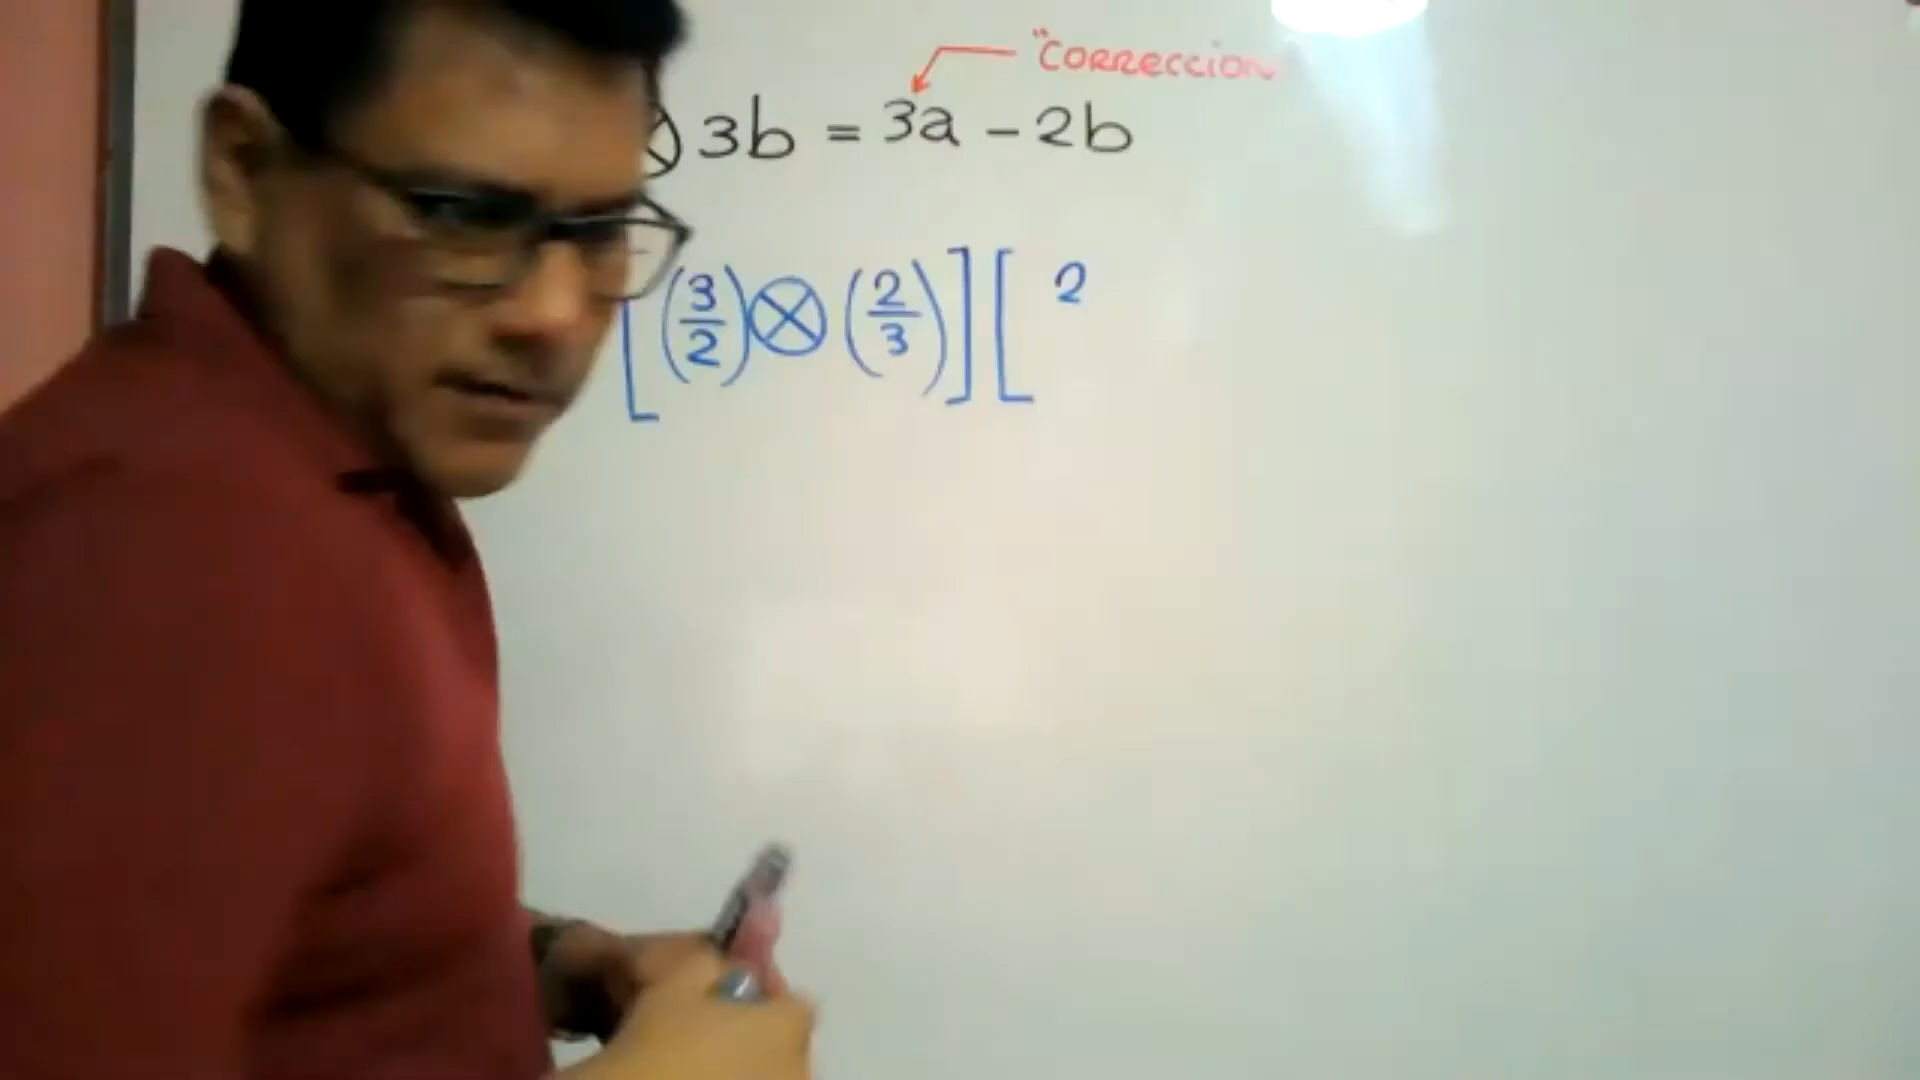 "Correccion
⊗ 3b = 3a - 2b
[(3/2) ⊗ (2/3)] [ 2